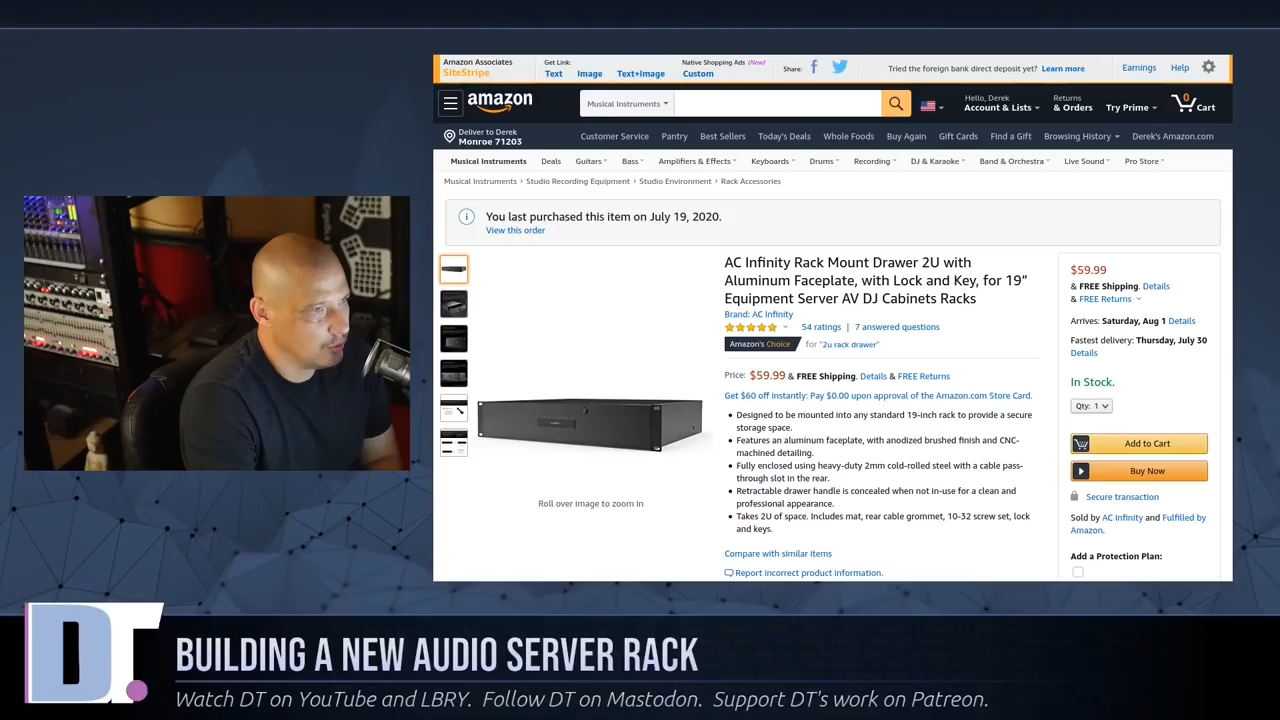 Amazon Associates
SiteStripe
Get Link:
Text Image Text+Image
Native Shopping Ads (New)
Custom
Share:
Tried the foreign bank direct deposit yet? Learn more
Earnings Help
amazon
Musical Instruments
Hello, Derek
Account & Lists
Returns
& Orders
Try Prime
0
Cart
Deliver to Derek
Monroe 71203
Customer Service Pantry Best Sellers Today's Deals Whole Foods Buy Again Gift Cards Find a Gift Browsing History Derek's Amazon.com
Musical Instruments Deals Guitars Bass Amplifiers & Effects Keyboards Drums Recording DJ & Karaoke Band & Orchestra Live Sound Pro Store
Musical Instruments › Studio Recording Equipment › Studio Environment › Rack Accessories
You last purchased this item on July 19, 2020.
View this order
AC Infinity Rack Mount Drawer 2U with
Aluminum Faceplate, with Lock and Key, for 19”
Equipment Server AV DJ Cabinets Racks
Brand: AC Infinity
54 ratings | 7 answered questions
Amazon's Choice for "2u rack drawer"
Price: $59.99 & FREE Shipping. Details & FREE Returns
Get $60 off instantly: Pay $0.00 upon approval of the Amazon.com Store Card.
• Designed to be mounted into any standard 19-inch rack to provide a secure
storage space.
• Features an aluminum faceplate, with anodized brushed finish and CNC-
machined detailing.
• Fully enclosed using heavy-duty 2mm cold-rolled steel with a cable pass-
through slot in the rear.
• Retractable drawer handle is concealed when not in-use for a clean and
professional appearance.
• Takes 2U of space. Includes mat, rear cable grommet, 10-32 screw set, lock
and keys.
Compare with similar items
Report incorrect product information.
Roll over image to zoom in
$59.99
& FREE Shipping. Details
& FREE Returns
Arrives: Saturday, Aug 1 Details
Fastest delivery: Thursday, July 30
Details
In Stock.
Qty: 1
Add to Cart
Buy Now
Secure transaction
Sold by AC Infinity and Fulfilled by
Amazon.
Add a Protection Plan:
DT.
BUILDING A NEW AUDIO SERVER RACK
Watch DT on YouTube and LBRY. Follow DT on Mastodon. Support DT's work on Patreon.